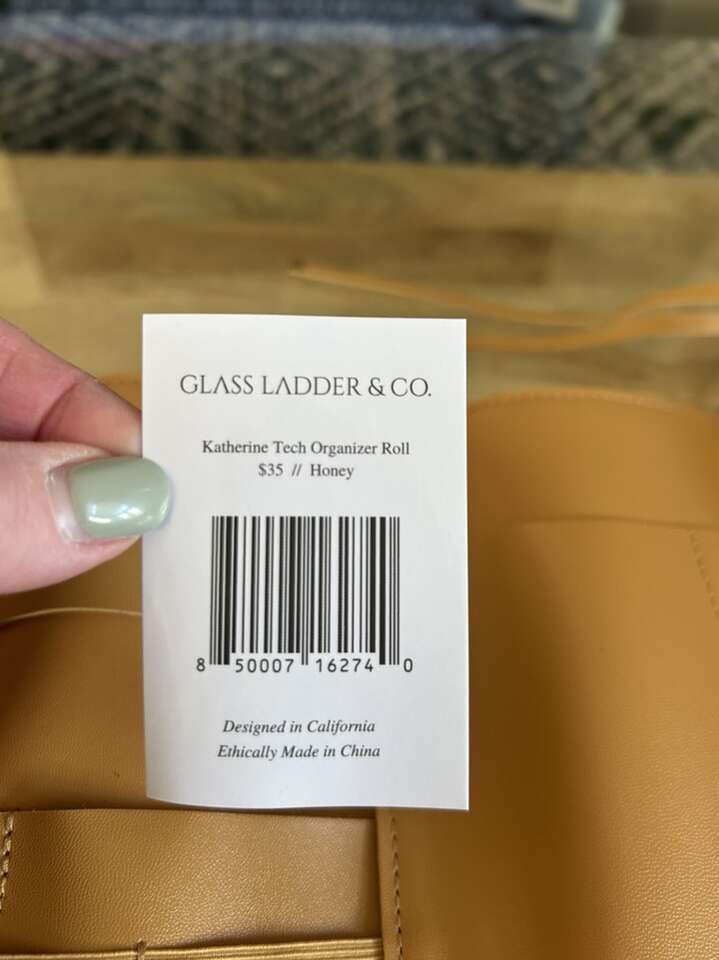 GLASS LADDER & CO.
Katherine Tech Organizer Roll
$35 // Honey
8 50007 16274 0
Designed in California
Ethically Made in China